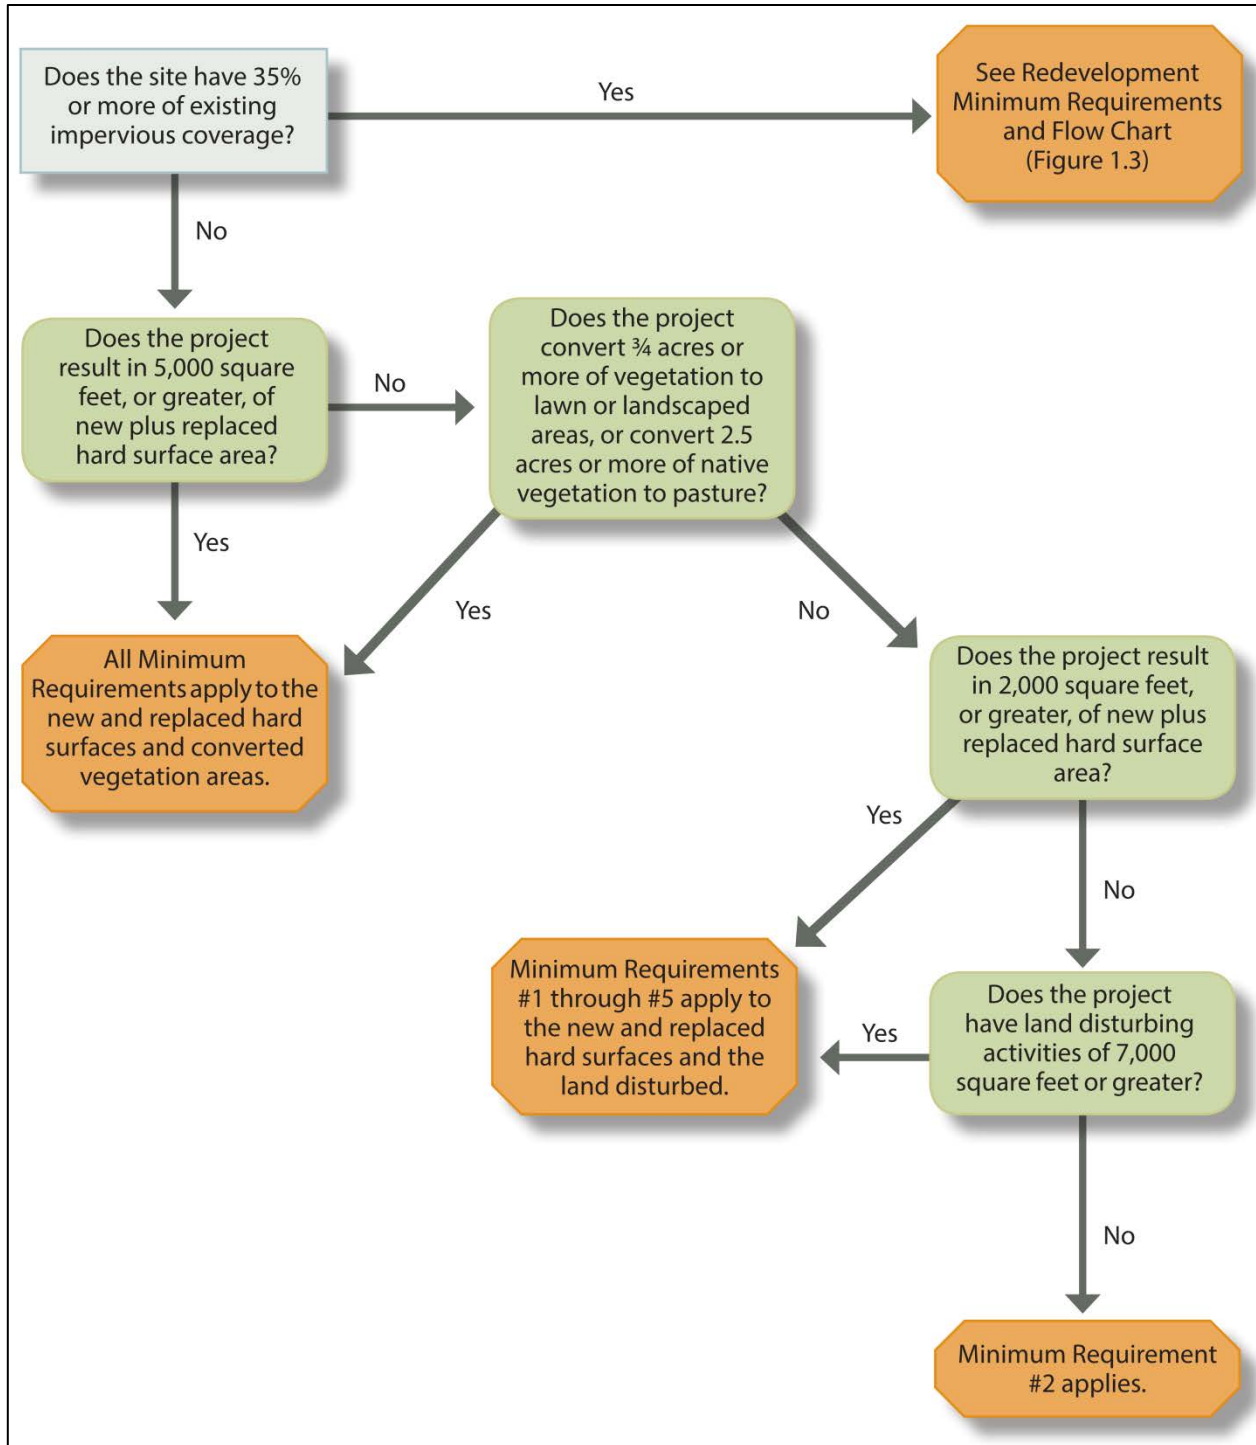 Does the site have 35%
or more of existing
impervious coverage?
Yes
See Redevelopment
Minimum Requirements
and Flow Chart
(Figure 1.3)
No
Does the project
result in 5,000 square
feet, or greater, of
new plus replaced
hard surface area?
No
Does the project
convert ¾ acres or
more of vegetation to
lawn or landscaped
areas, or convert 2.5
acres or more of native
vegetation to pasture?
Yes
Yes
No
All Minimum
Requirements apply to the
new and replaced hard
surfaces and converted
vegetation areas.
Does the project result
in 2,000 square feet,
or greater, of new plus
replaced hard surface
area?
Yes
No
Minimum Requirements
#1 through #5 apply to
the new and replaced
hard surfaces and the
land disturbed.
Yes
Does the project
have land disturbing
activities of 7,000
square feet or greater?
No
Minimum Requirement
#2 applies.